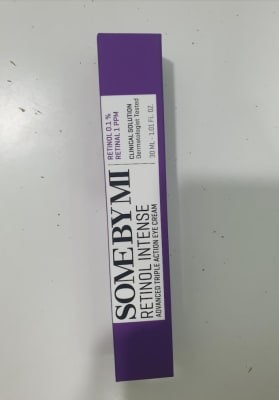 SOME BY MI
RETINOL INTENSE
ADVANCED TRIPLE ACTION EYE CREAM
RETINOL 0.1 %
RETINAL 1 PPM
CLINICAL SOLUTION
Dermatologist Tested
30 ML · 1.01 FL. OZ.